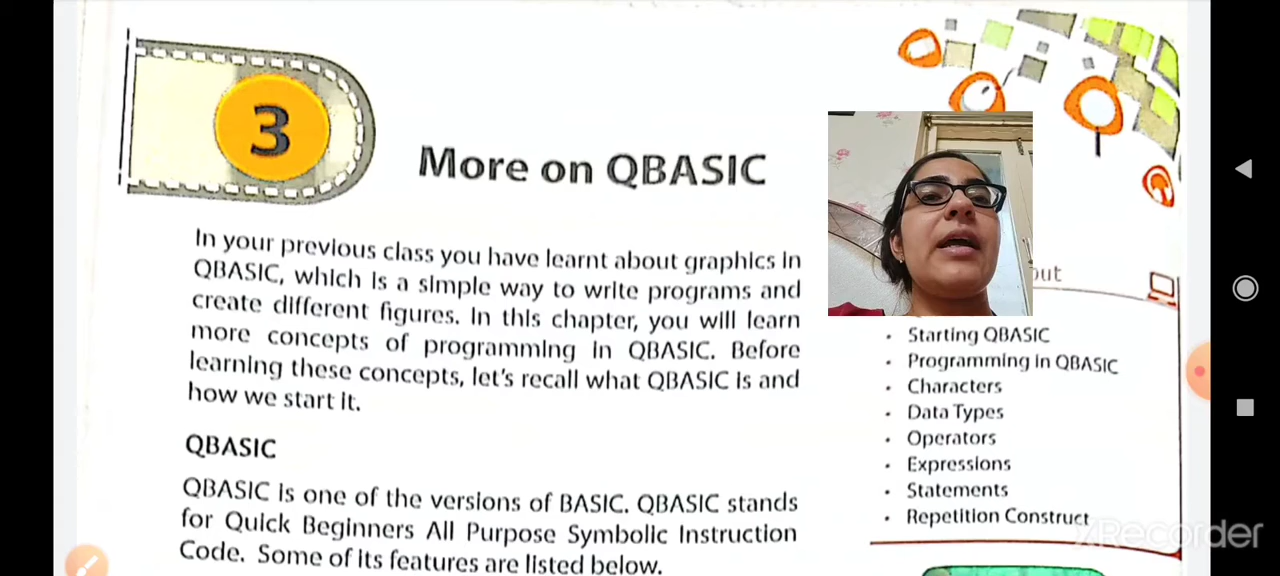 3
More on QBASIC
In your previous class you have learnt about graphics in
QBASIC, which is a simple way to write programs and
create different figures. In this chapter, you will learn
more concepts of programming in QBASIC. Before
learning these concepts, let's recall what QBASIC is and
how we start it.
QBASIC
QBASIC is one of the versions of BASIC. QBASIC stands
for Quick Beginners All Purpose Symbolic Instruction
Code. Some of its features are listed below.
out
Starting QBASIC
Programming in QBASIC
Characters
Data Types
Operators
Expressions
Statements
Repetition Construct
XRecorder